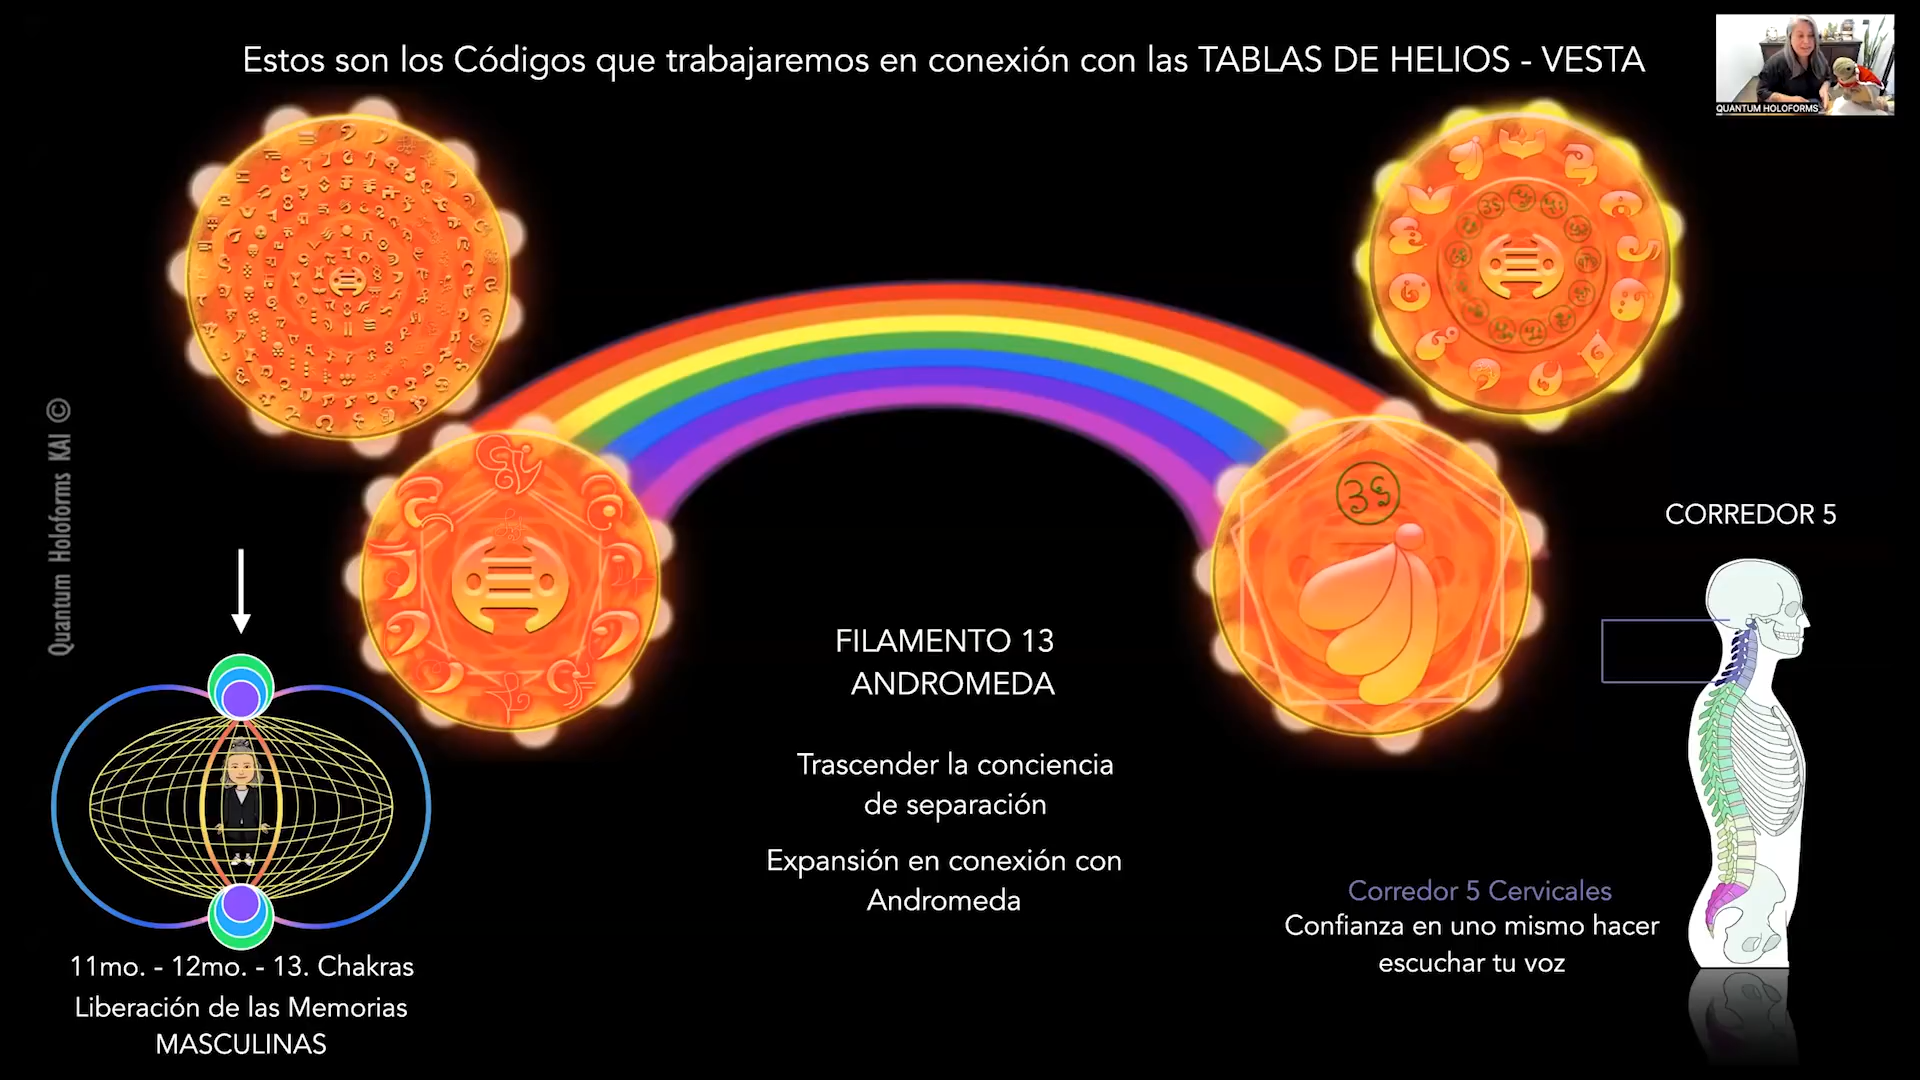 Estos son los Códigos que trabajaremos en conexión con las TABLAS DE HELIOS - VESTA
QUANTUM HOLOFORMS
Quantum Holoforms KAI ©
CORREDOR 5
FILAMENTO 13
ANDROMEDA
Trascender la conciencia
de separación
Expansión en conexión con
Andromeda
Corredor 5 Cervicales
Confianza en uno mismo hacer
escuchar tu voz
11mo. - 12mo. - 13. Chakras
Liberación de las Memorias
MASCULINAS